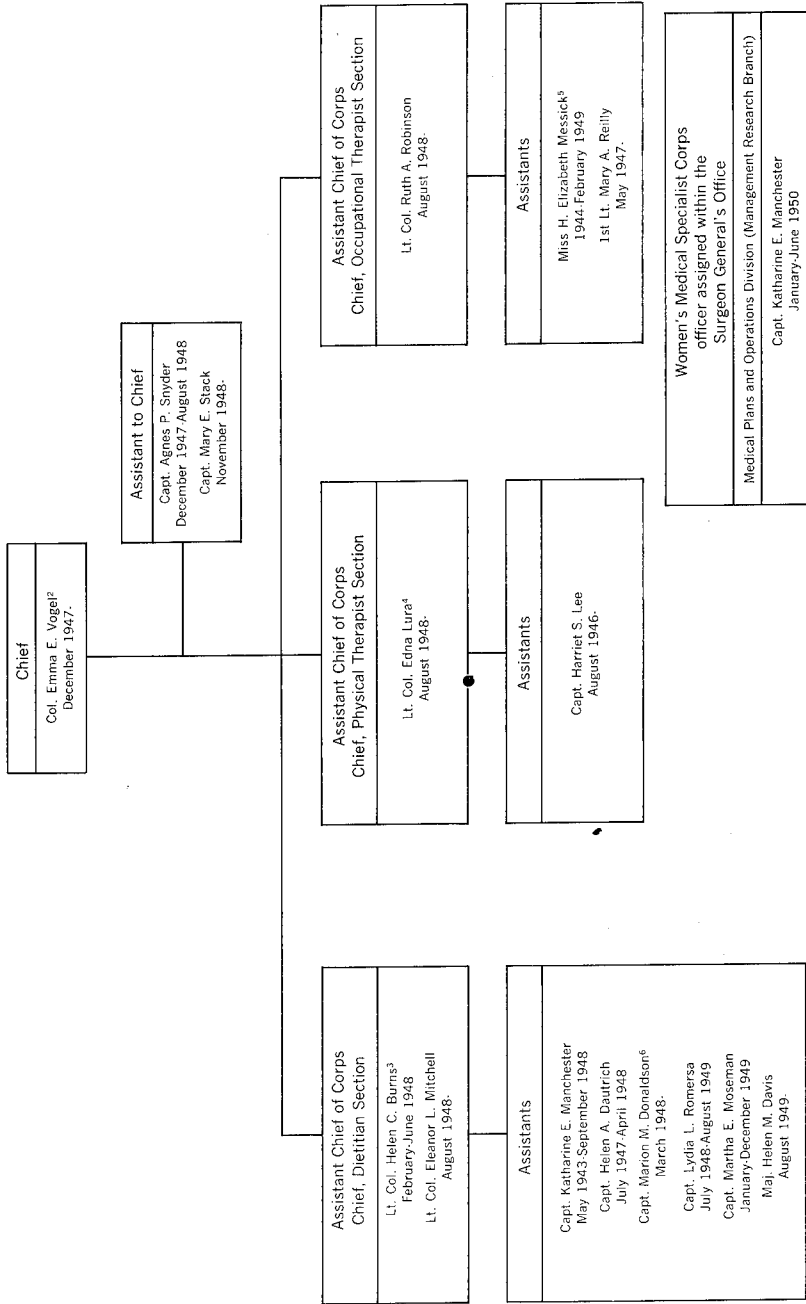 Chief
Col. Emma E. Vogel²
December 1947-
Assistant to Chief
Capt. Agnes P. Snyder
December 1947-August 1948
Capt. Mary E. Stack
November 1948-
Assistant Chief of Corps
Chief, Dietitian Section
Lt. Col. Helen C. Burns³
February-June 1948
Lt. Col. Eleanor L. Mitchell
August 1948-
Assistants
Capt. Katharine E. Manchester
May 1943-September 1948
Capt. Helen A. Dautrich
July 1947-April 1948
Capt. Marion M. Donaldson⁶
March 1948-
Capt. Lydia L. Romersa
July 1948-August 1949
Capt. Martha E. Moseman
January-December 1949
Maj. Helen M. Davis
August 1949-
Assistant Chief of Corps
Chief, Physical Therapist Section
Lt. Col. Edna Lura⁴
August 1948-
Assistants
Capt. Harriet S. Lee
August 1946-
Assistant Chief of Corps
Chief, Occupational Therapist Section
Lt. Col. Ruth A. Robinson
August 1948-
Assistants
Miss H. Elizabeth Messick⁵
1944-February 1949
1st Lt. Mary A. Reilly
May 1947-
Women's Medical Specialist Corps
officer assigned within the
Surgeon General's Office
Medical Plans and Operations Division (Management Research Branch)
Capt. Katharine E. Manchester
January-June 1950